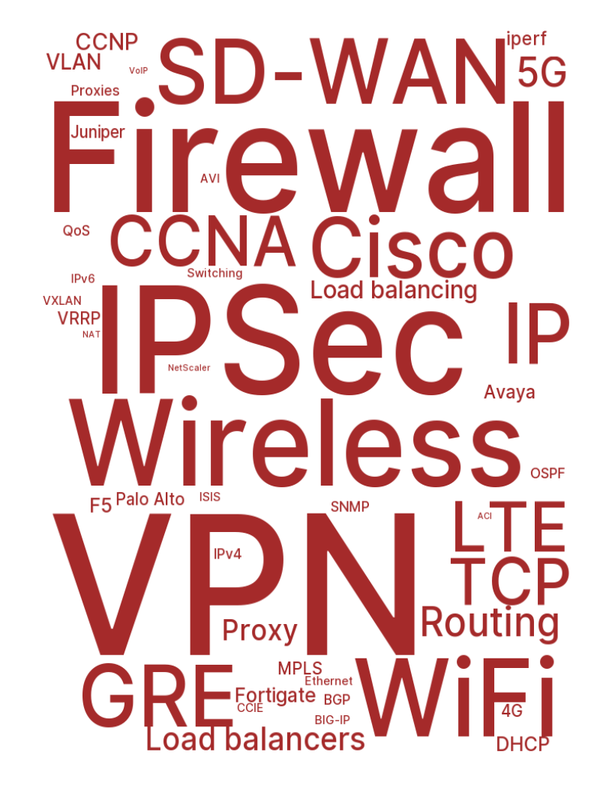 CCNP
iperf
SD-WAN
VLAN
VoIP
5G
Proxies
Firewall
Juniper
AVI
QoS
CCNA
Cisco
Switching
IPv6
Load balancing
VXLAN
IPSec
VRRP
IP
NAT
NetScaler
Avaya
Wireless
OSPF
F5
Palo Alto
ISIS
SNMP
LTE
ACI
VPN
IPv4
TCP
Proxy
Routing
GRE
MPLS
Ethernet
WiFi
Fortigate
BGP
CCIE
4G
BIG-IP
Load balancers
DHCP